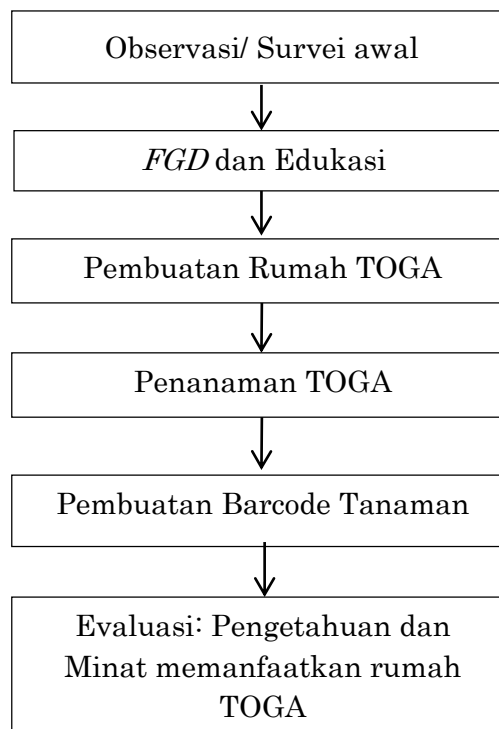 Observasi/ Survei awal
FGD dan Edukasi
Pembuatan Rumah TOGA
Penanaman TOGA
Pembuatan Barcode Tanaman
Evaluasi: Pengetahuan dan
Minat memanfaatkan rumah
TOGA